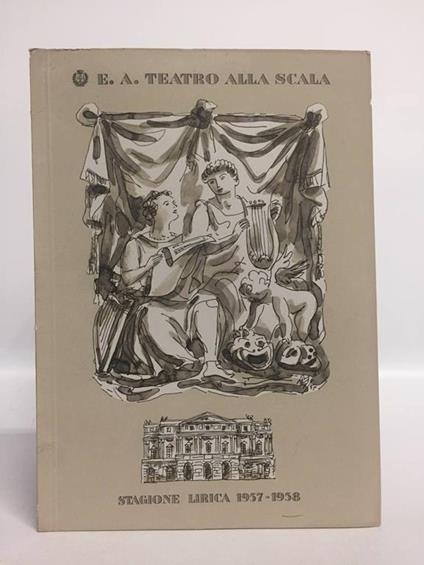 E. A. TEATRO ALLA SCALA
STAGIONE LIRICA 1957-1958